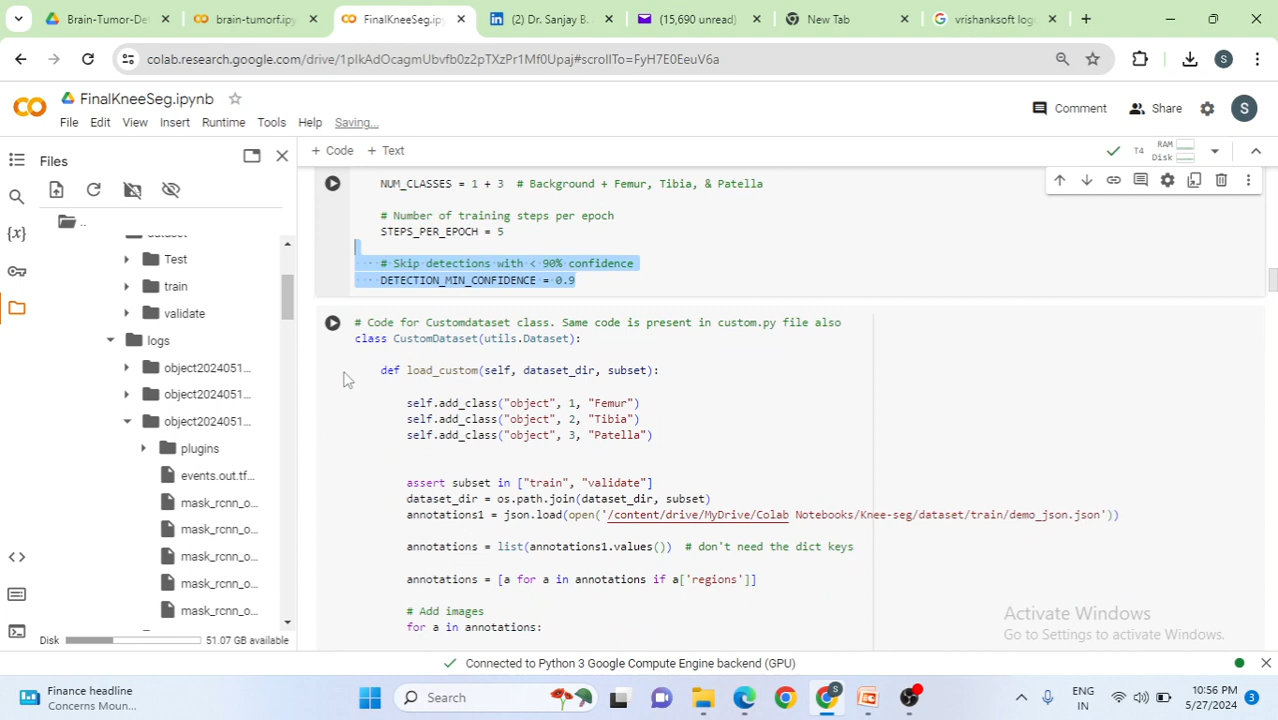 Brain-Tumor-De
brain-tumorf.ipy
FinalKneeSeg.ipy
(2) Dr. Sanjay B.
(15,690 unread)
New Tab
vrishanksoft log
colab.research.google.com/drive/1plkAdOcagmUbvfb0z2pTXzPr1Mf0Upaj#scrollTo=FyH7E0EeuV6a
S
FinalKneeSeg.ipynb
File Edit View Insert Runtime Tools Help Saving...
Comment Share S
Files
+ Code + Text
T4 RAM Disk
..
dataset
Test
train
validate
logs
object2024051...
object2024051...
object2024051...
plugins
events.out.tf...
mask_rcnn_o...
mask_rcnn_o...
mask_rcnn_o...
mask_rcnn_o...
mask_rcnn_o...
Disk 51.07 GB available
NUM_CLASSES = 1 + 3 # Background + Femur, Tibia, & Patella
# Number of training steps per epoch
STEPS_PER_EPOCH = 5
# Skip detections with < 90% confidence
DETECTION_MIN_CONFIDENCE = 0.9
# Code for Customdataset class. Same code is present in custom.py file also
class CustomDataset(utils.Dataset):
def load_custom(self, dataset_dir, subset):
self.add_class("object", 1, "Femur")
self.add_class("object", 2, "Tibia")
self.add_class("object", 3, "Patella")
assert subset in ["train", "validate"]
dataset_dir = os.path.join(dataset_dir, subset)
annotations1 = json.load(open('/content/drive/MyDrive/Colab Notebooks/Knee-seg/dataset/train/demo_json.json'))
annotations = list(annotations1.values()) # don't need the dict keys
annotations = [a for a in annotations if a['regions']]
# Add images
for a in annotations:
Activate Windows
Go to Settings to activate Windows.
Connected to Python 3 Google Compute Engine backend (GPU)
Finance headline
Concerns Moun...
Search
ENG
IN
10:56 PM
5/27/2024
3